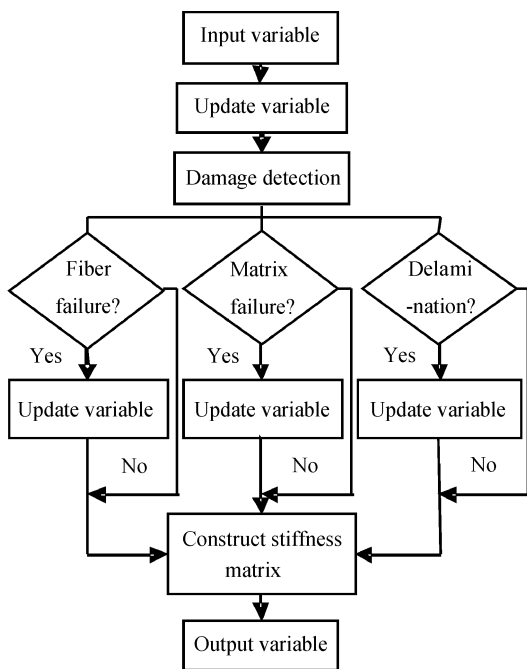 Input variable
Update variable
Damage detection
Fiber
failure?
Matrix
failure?
Delami
-nation?
Yes
Yes
Yes
Update variable
Update variable
Update variable
No
No
No
Construct stiffness
matrix
Output variable